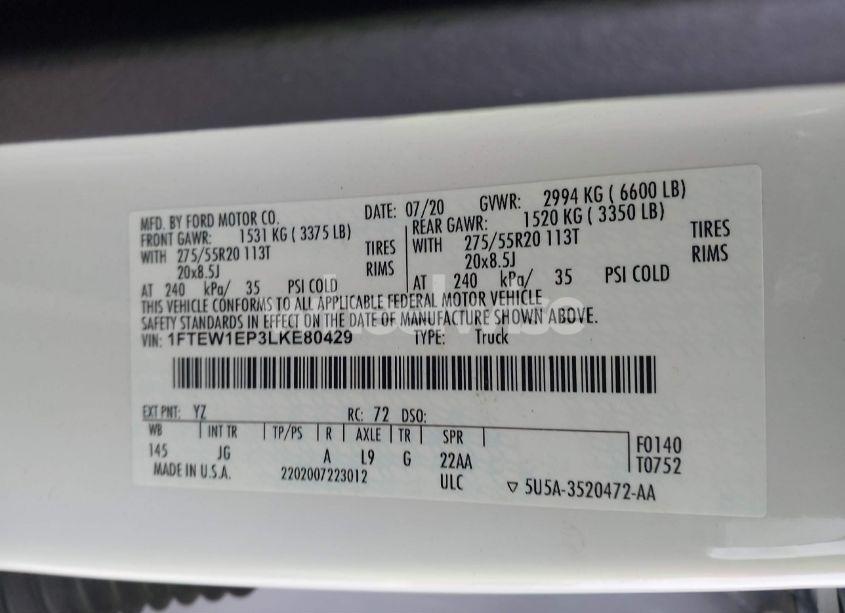 MFD. BY FORD MOTOR CO. DATE: 07/20 GVWR: 2994 KG ( 6600 LB)
FRONT GAWR: 1531 KG ( 3375 LB) REAR GAWR: 1520 KG ( 3350 LB)
WITH 275/55R20 113T TIRES WITH 275/55R20 113T TIRES
20x8.5J RIMS 20x8.5J RIMS
AT 240 kPa/ 35 PSI COLD AT 240 kPa/ 35 PSI COLD
THIS VEHICLE CONFORMS TO ALL APPLICABLE FEDERAL MOTOR VEHICLE
SAFETY STANDARDS IN EFFECT ON THE DATE OF MANUFACTURE SHOWN ABOVE.
VIN: 1FTEW1EP3LKE80429 TYPE: Truck
EXT PNT: YZ RC: 72 DSO:
WB INT TR TP/PS R AXLE TR SPR
145 JG A L9 G 22AA
F0140
T0752
MADE IN U.S.A. 2202007223012 ULC ▽ 5U5A-3520472-AA